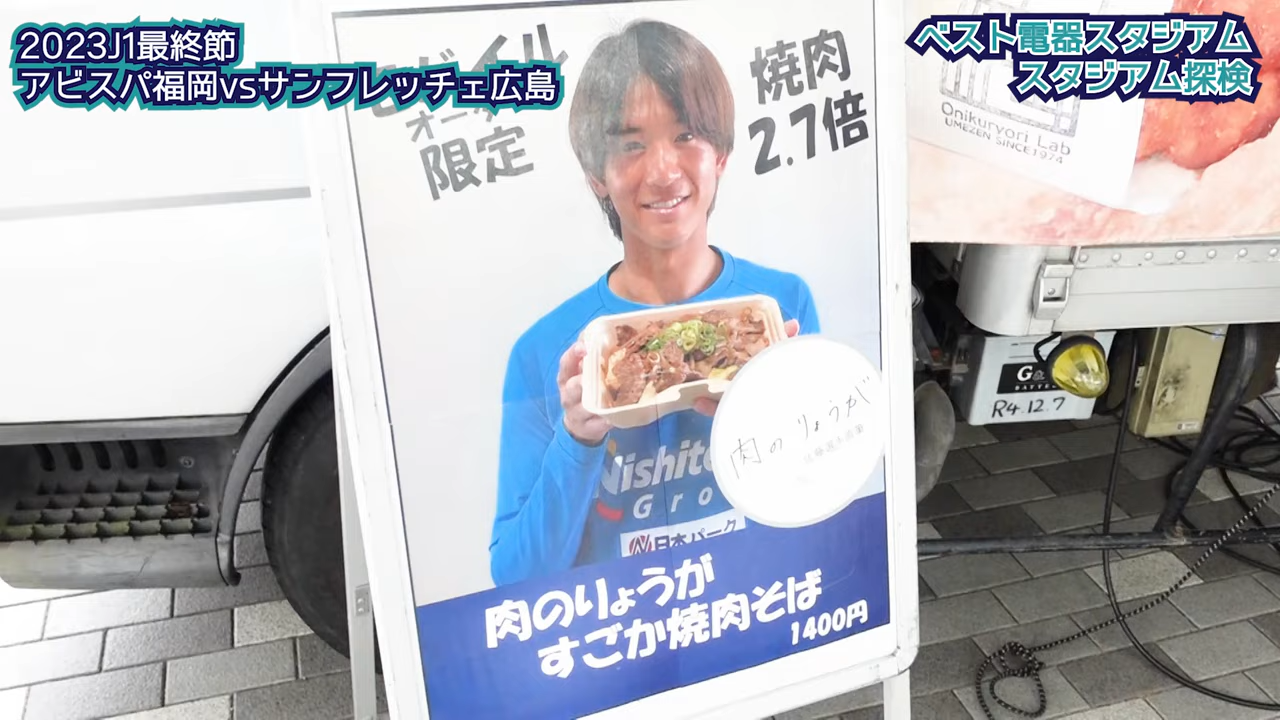 2023J1最終節
アビスパ福岡vsサンフレッチェ広島
ベスト電器スタジアム
スタジアム探検
限定
焼肉
2.7倍
Onikuryori Lab
UMEZEN SINCE1974
肉のりょうが
Nishite
Gro
日本パーク
肉のりょうが
すごか焼肉そば
1400円
BATTERY
R4.12.7